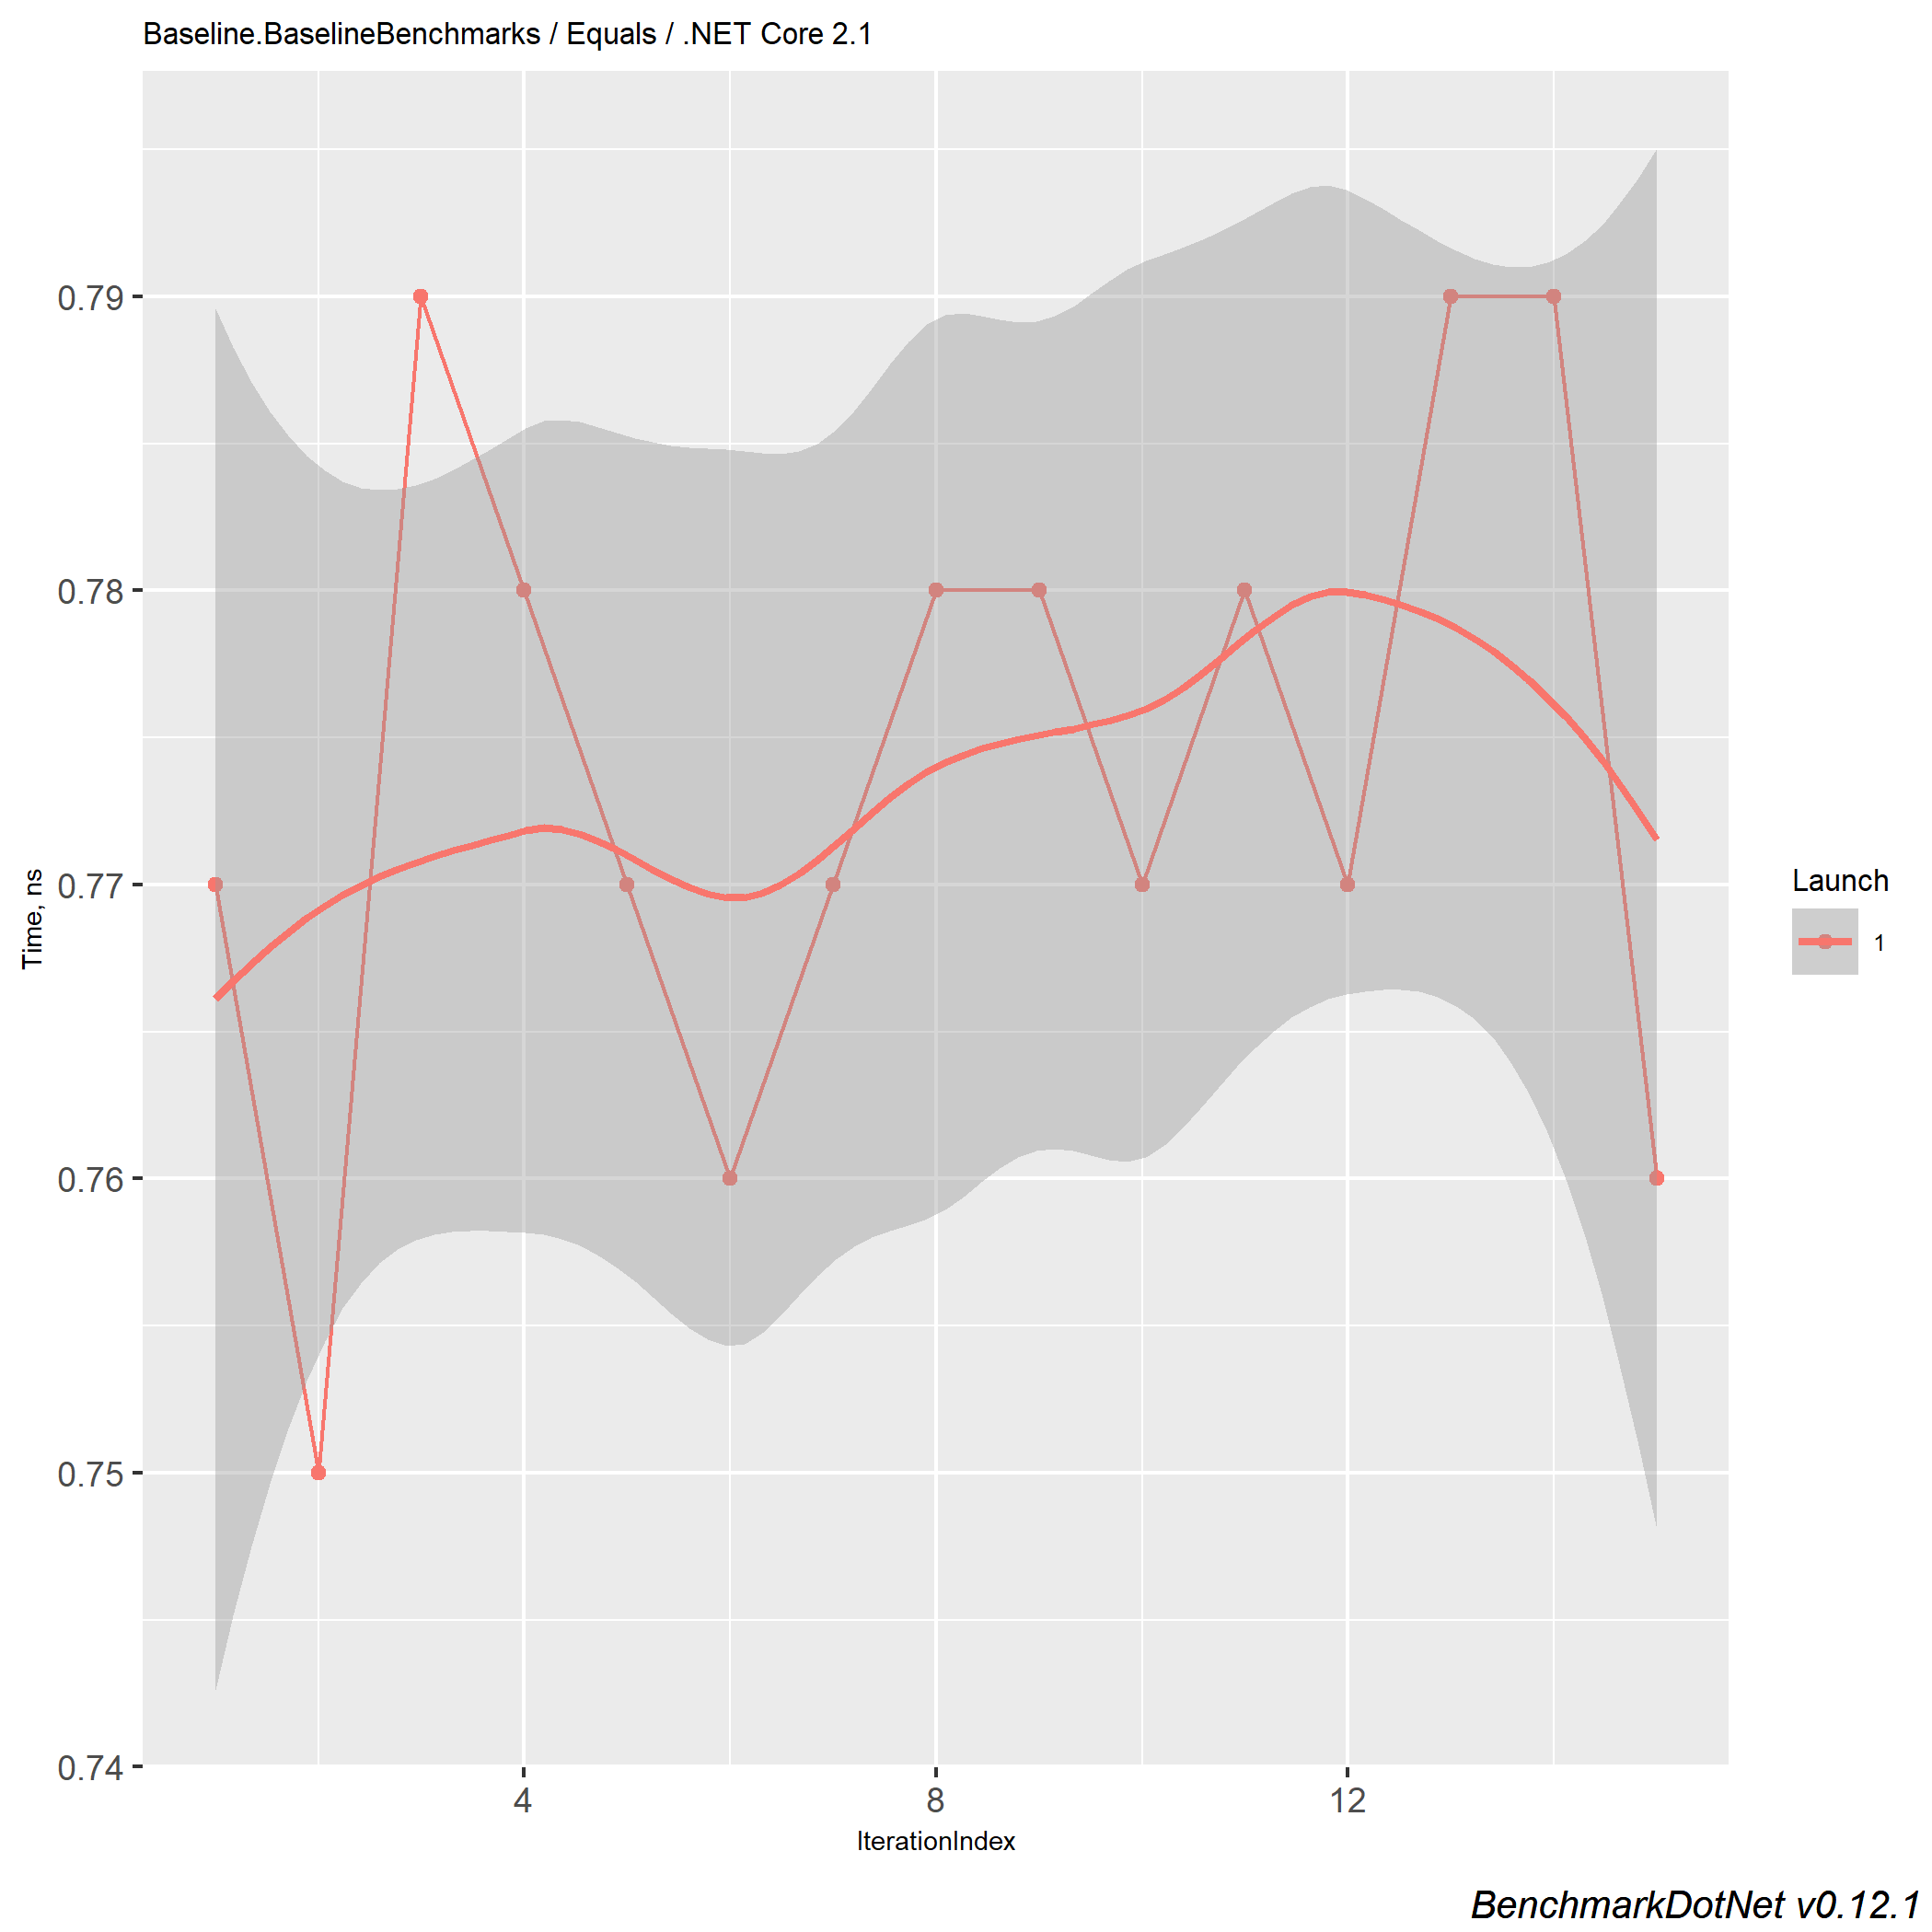 Baseline.BaselineBenchmarks / Equals / .NET Core 2.1
0.79
0.78
0.77
0.76
0.75
0.74
Time, ns
4 8 12
IterationIndex
Launch
1
BenchmarkDotNet v0.12.1